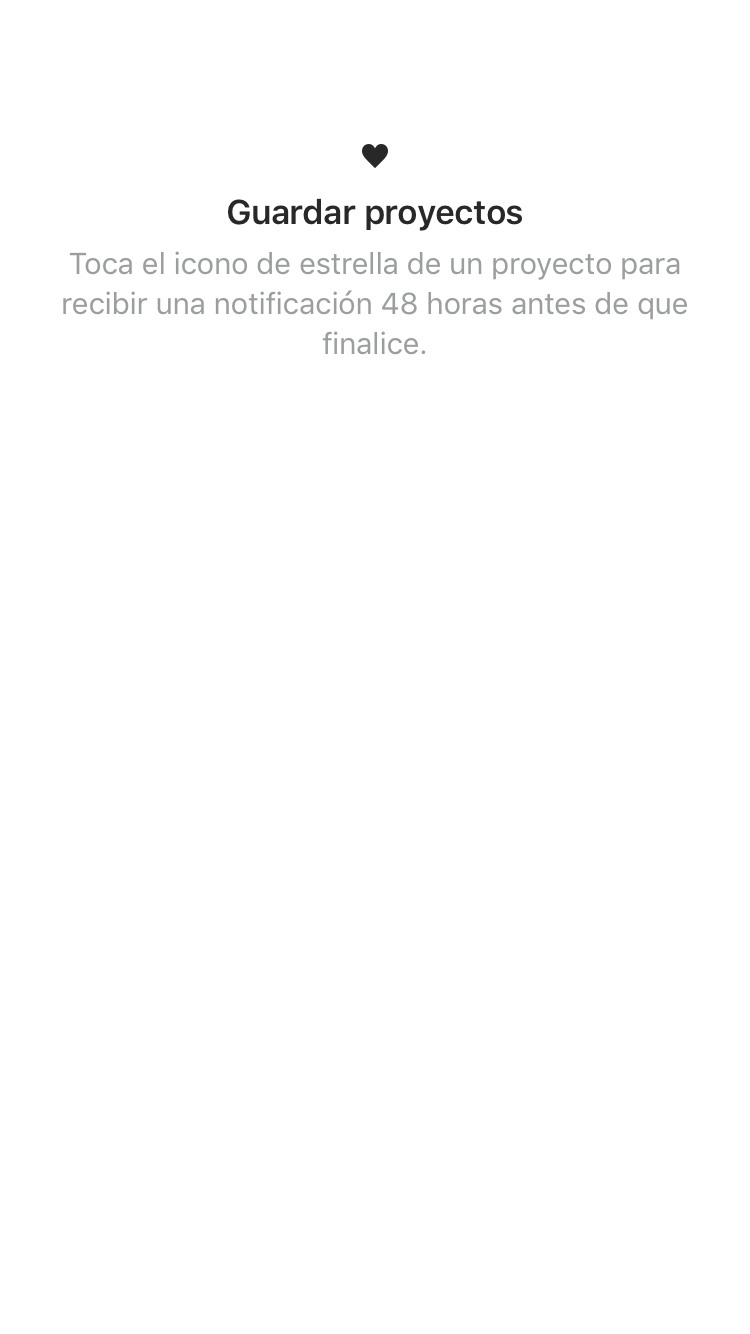 Guardar proyectos
Toca el icono de estrella de un proyecto para
recibir una notificación 48 horas antes de que
finalice.